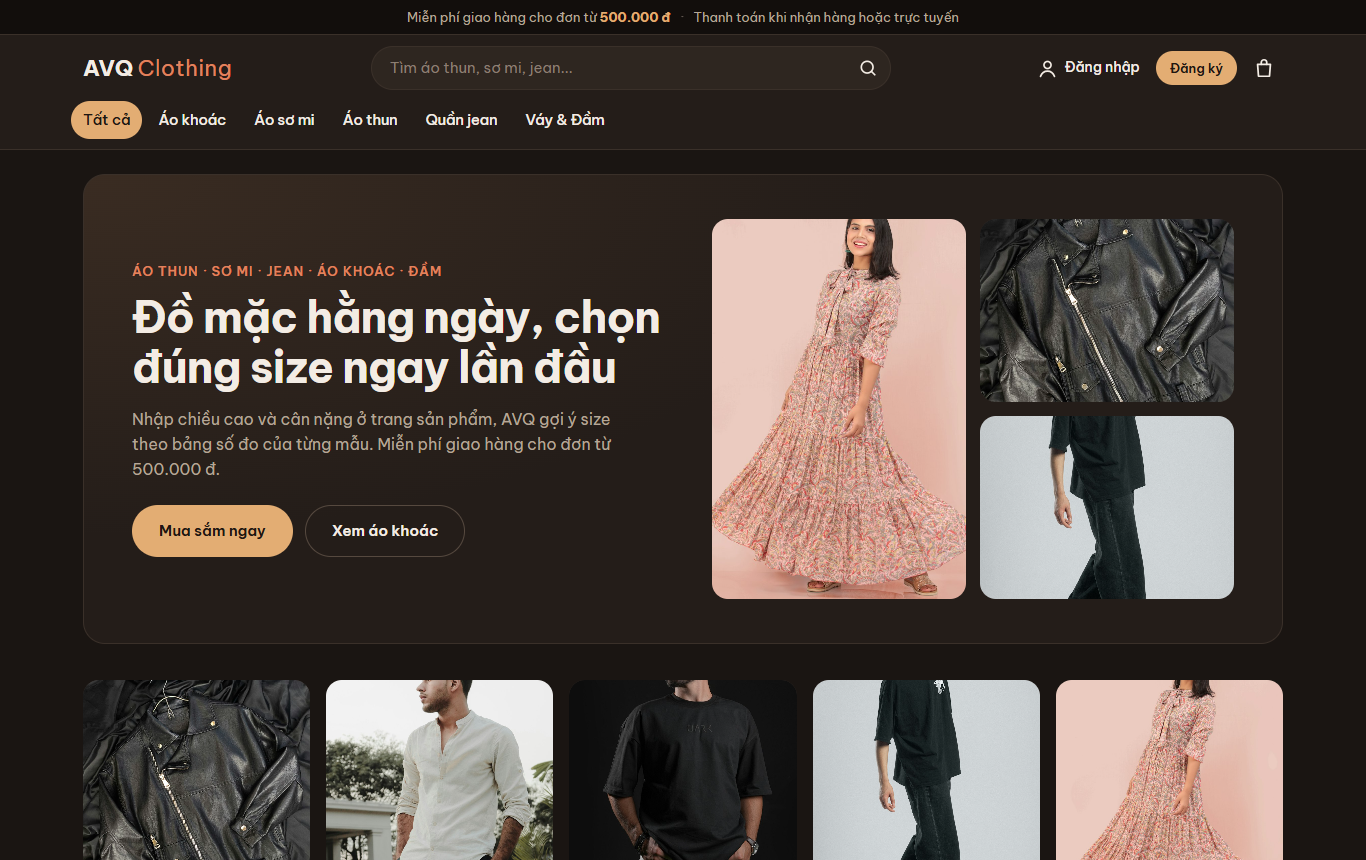 Miễn phí giao hàng cho đơn từ 500.000 đ · Thanh toán khi nhận hàng hoặc trực tuyến
AVQ Clothing
Tìm áo thun, sơ mi, jean...
Đăng nhập
Đăng ký
Tất cả
Áo khoác
Áo sơ mi
Áo thun
Quần jean
Váy & Đầm
ÁO THUN · SƠ MI · JEAN · ÁO KHOÁC · ĐẦM
Đồ mặc hằng ngày, chọn
đúng size ngay lần đầu
Nhập chiều cao và cân nặng ở trang sản phẩm, AVQ gợi ý size
theo bảng số đo của từng mẫu. Miễn phí giao hàng cho đơn từ
500.000 đ.
Mua sắm ngay
Xem áo khoác